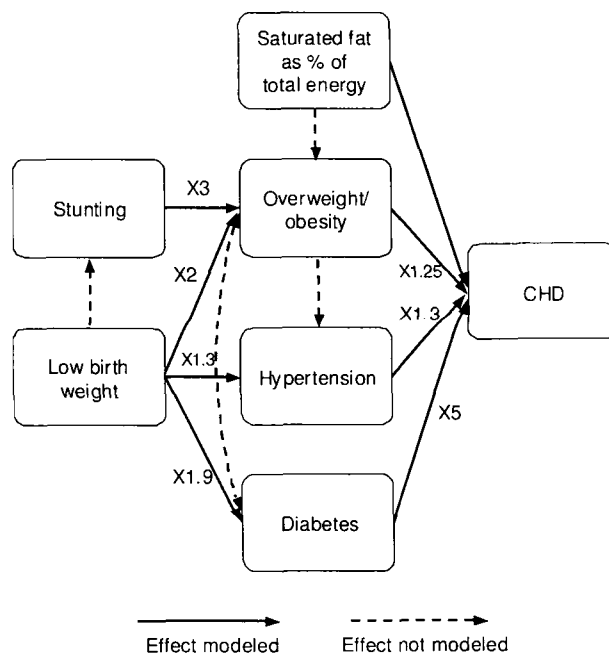 Saturated fat
as % of
total energy
X3
Stunting
Overweight/
obesity
X2
X1.25
CHD
X1.3
X1.3
Low birth
weight
Hypertension
X5
X1.9
Diabetes
Effect modeled
Effect not modeled